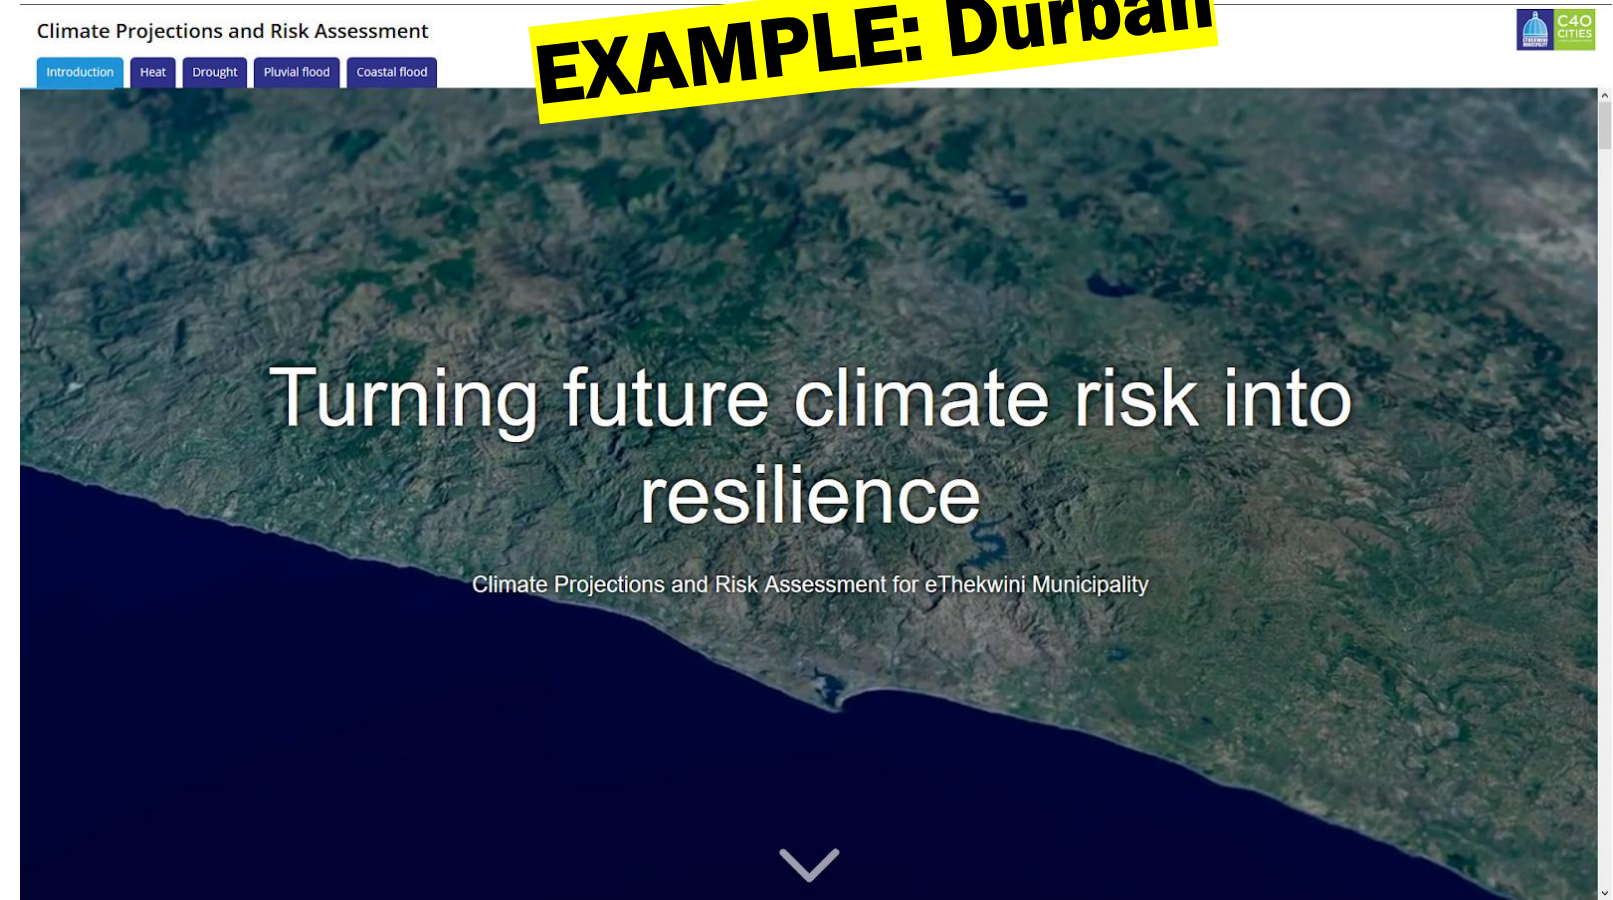 EXAMPLE: Durban
Climate Projections and Risk Assessment
Introduction
Heat
Drought
Pluvial flood
Coastal flood
C40
CITIES
Turning future climate risk into
resilience
Climate Projections and Risk Assessment for eThekwini Municipality